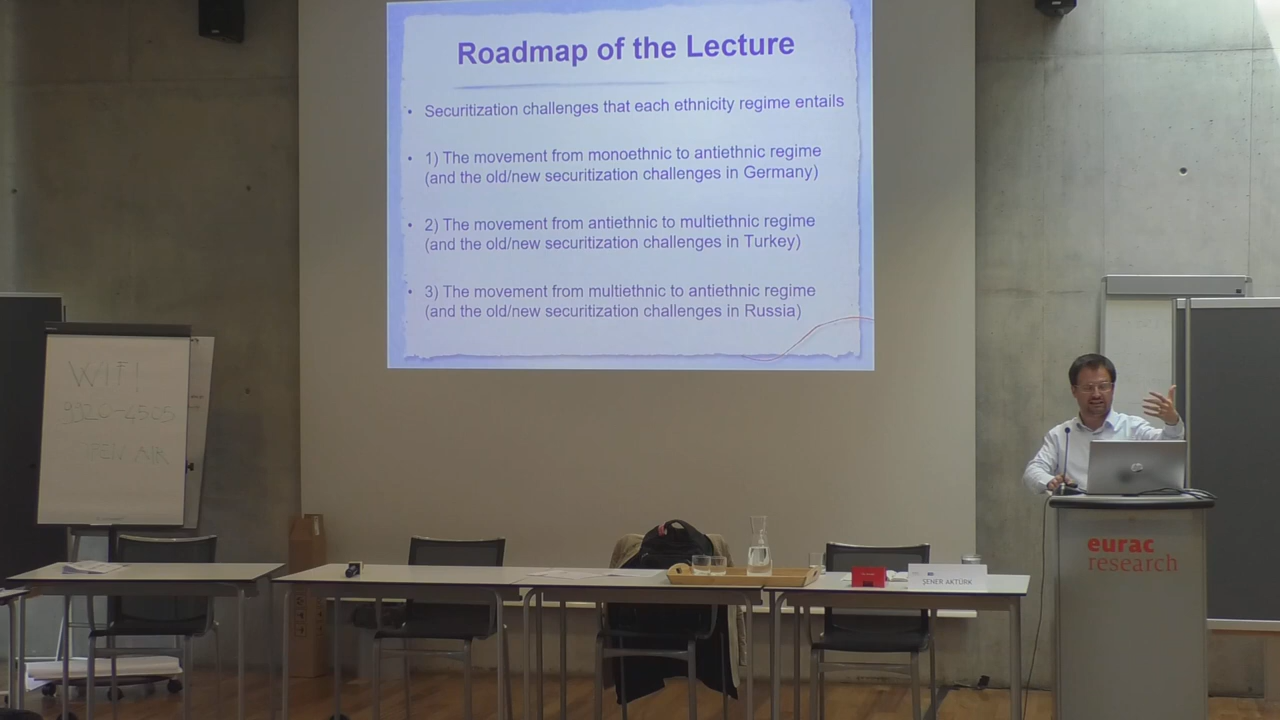 Roadmap of the Lecture
• Securitization challenges that each ethnicity regime entails
• 1) The movement from monoethnic to antiethnic regime
(and the old/new securitization challenges in Germany)
• 2) The movement from antiethnic to multiethnic regime
(and the old/new securitization challenges in Turkey)
• 3) The movement from multiethnic to antiethnic regime
(and the old/new securitization challenges in Russia)
WIFI
9920-4505
OPEN AIR
eurac
research
ŞENER AKTÜRK
hp